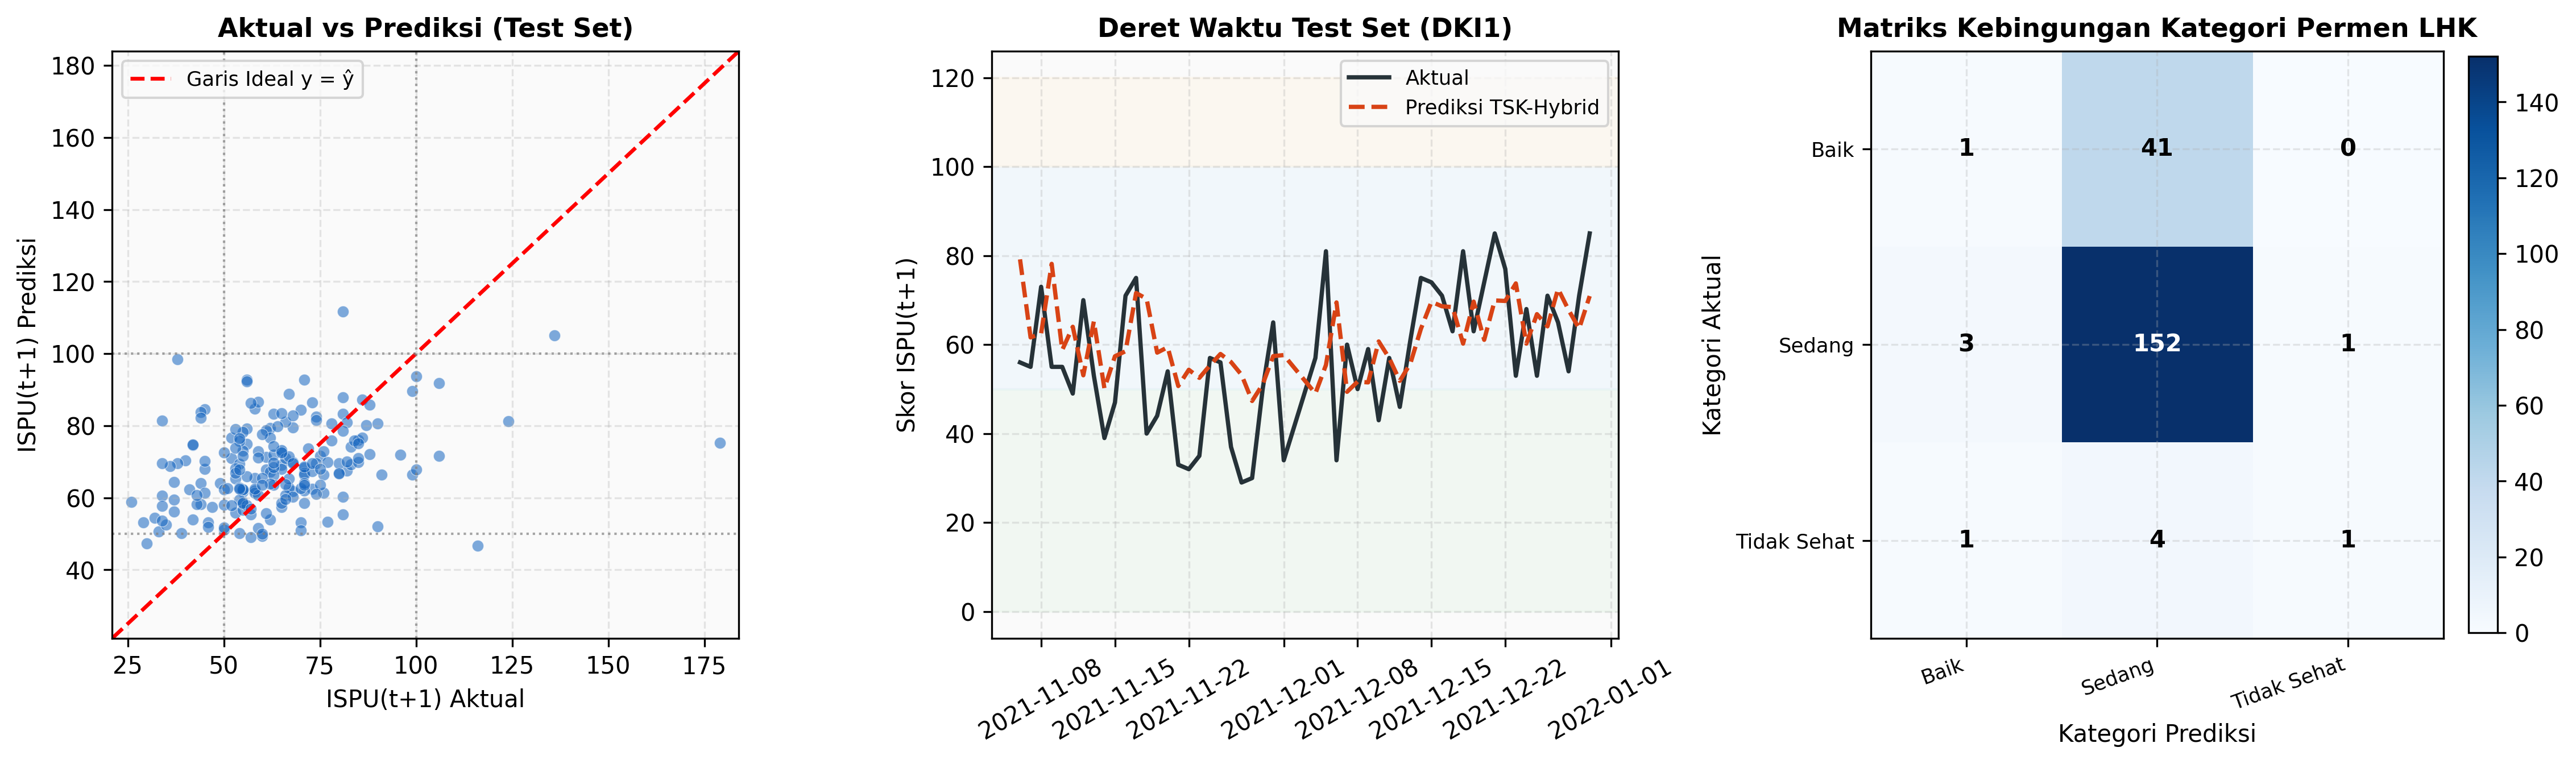 Aktual vs Prediksi (Test Set)
Garis Ideal y = ŷ
180
160
140
120
100
80
60
40
25
50
75
100
125
150
175
ISPU(t+1) Prediksi
ISPU(t+1) Aktual
Deret Waktu Test Set (DKI1)
Aktual
Prediksi TSK-Hybrid
120
100
80
60
40
20
0
Skor ISPU(t+1)
2021-11-08
2021-11-15
2021-11-22
2021-12-01
2021-12-08
2021-12-15
2021-12-22
2022-01-01
Matriks Kebingungan Kategori Permen LHK
Kategori Aktual
Baik
1
41
0
Sedang
3
152
1
Tidak Sehat
1
4
1
Baik
Sedang
Tidak Sehat
Kategori Prediksi
140
120
100
80
60
40
20
0